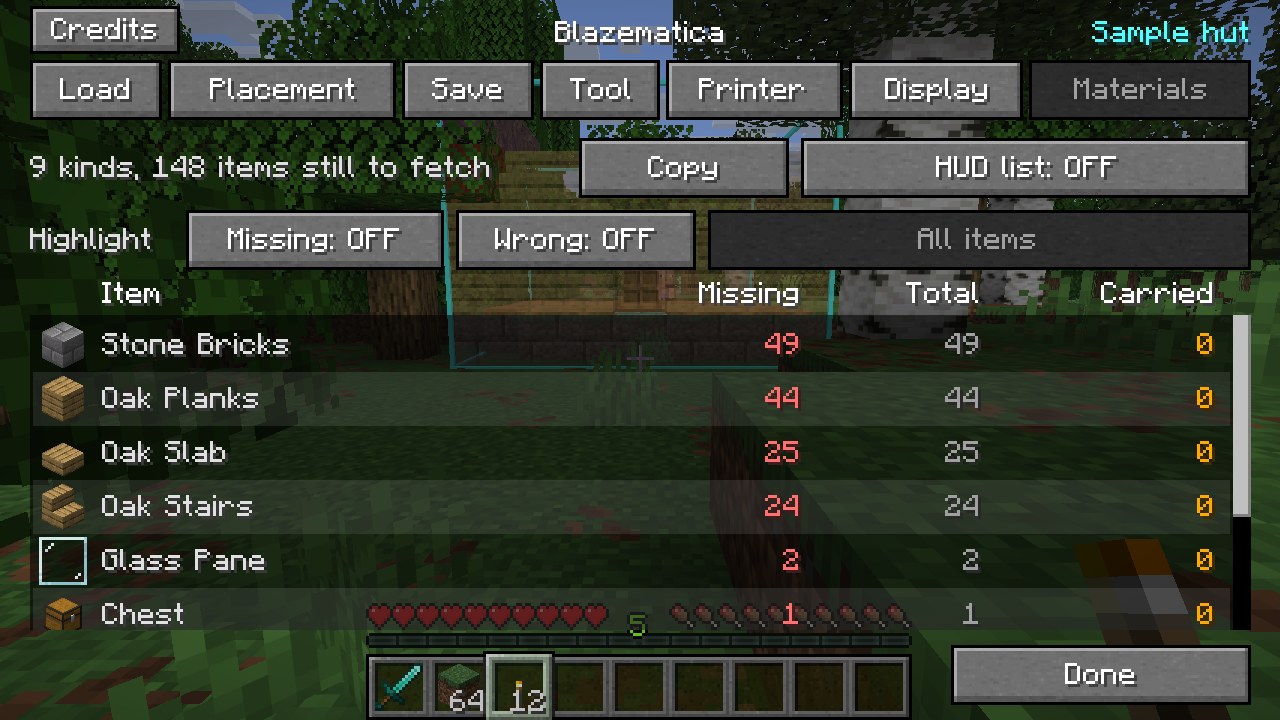 Credits Blazematica Sample hut
Load Placement Save Tool Printer Display Materials
9 kinds, 148 items still to fetch Copy HUD list: OFF
Highlight Missing: OFF Wrong: OFF All items
Item Missing Total Carried
Stone Bricks 49 49 0
Oak Planks 44 44 0
Oak Slab 25 25 0
Oak Stairs 24 24 0
Glass Pane 2 2 0
Chest 1 1 0
5
64 12
Done